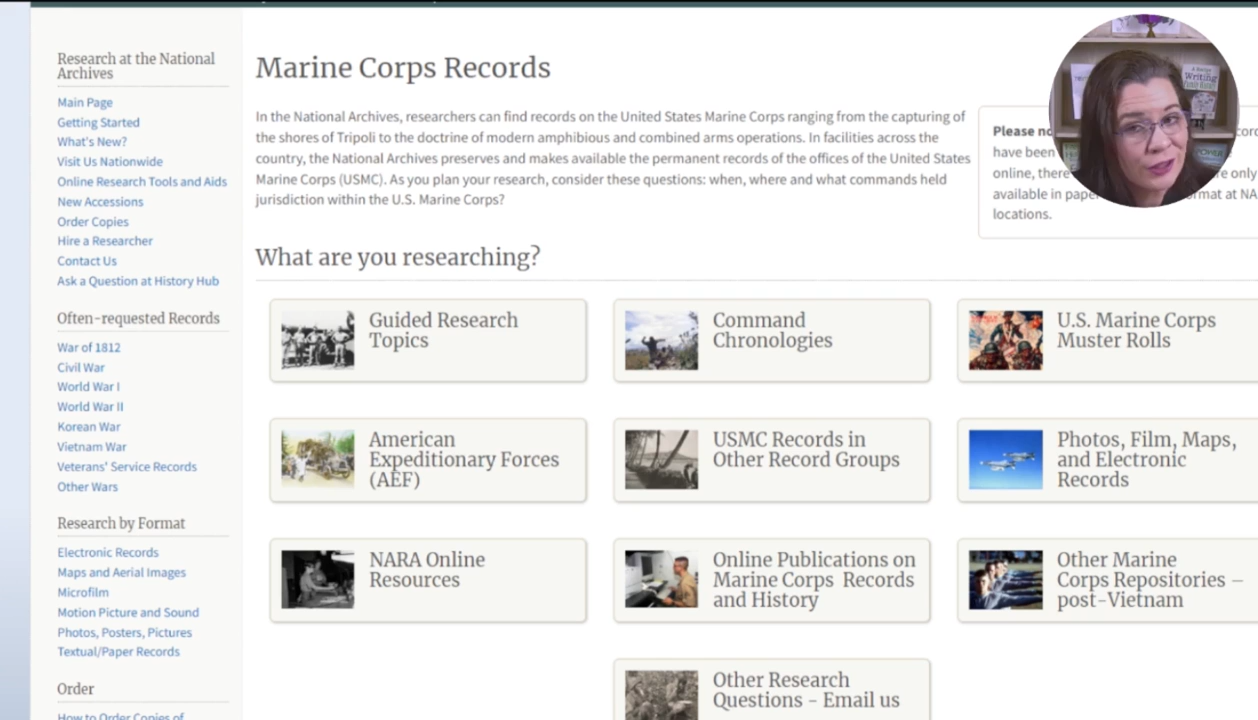 Research at the National
Archives
Main Page
Getting Started
What's New?
Visit Us Nationwide
Online Research Tools and Aids
New Accessions
Order Copies
Hire a Researcher
Contact Us
Ask a Question at History Hub
Often-requested Records
War of 1812
Civil War
World War I
World War II
Korean War
Vietnam War
Veterans' Service Records
Other Wars
Research by Format
Electronic Records
Maps and Aerial Images
Microfilm
Motion Picture and Sound
Photos, Posters, Pictures
Textual/Paper Records
Order
How to Order Copies of
Marine Corps Records
In the National Archives, researchers can find records on the United States Marine Corps ranging from the capturing of
the shores of Tripoli to the doctrine of modern amphibious and combined arms operations. In facilities across the
country, the National Archives preserves and makes available the permanent records of the offices of the United States
Marine Corps (USMC). As you plan your research, consider these questions: when, where and what commands held
jurisdiction within the U.S. Marine Corps?
Please
have been
online, only
available in at
locations.
Writing
What are you researching?
Guided Research
Topics
Command
Chronologies
U.S. Marine Corps
Muster Rolls
American
Expeditionary Forces
(AEF)
USMC Records in
Other Record Groups
Photos, Film, Maps,
and Electronic
Records
NARA Online
Resources
Online Publications on
Marine Corps Records
and History
Other Marine
Corps Repositories –
post-Vietnam
Other Research
Questions - Email us